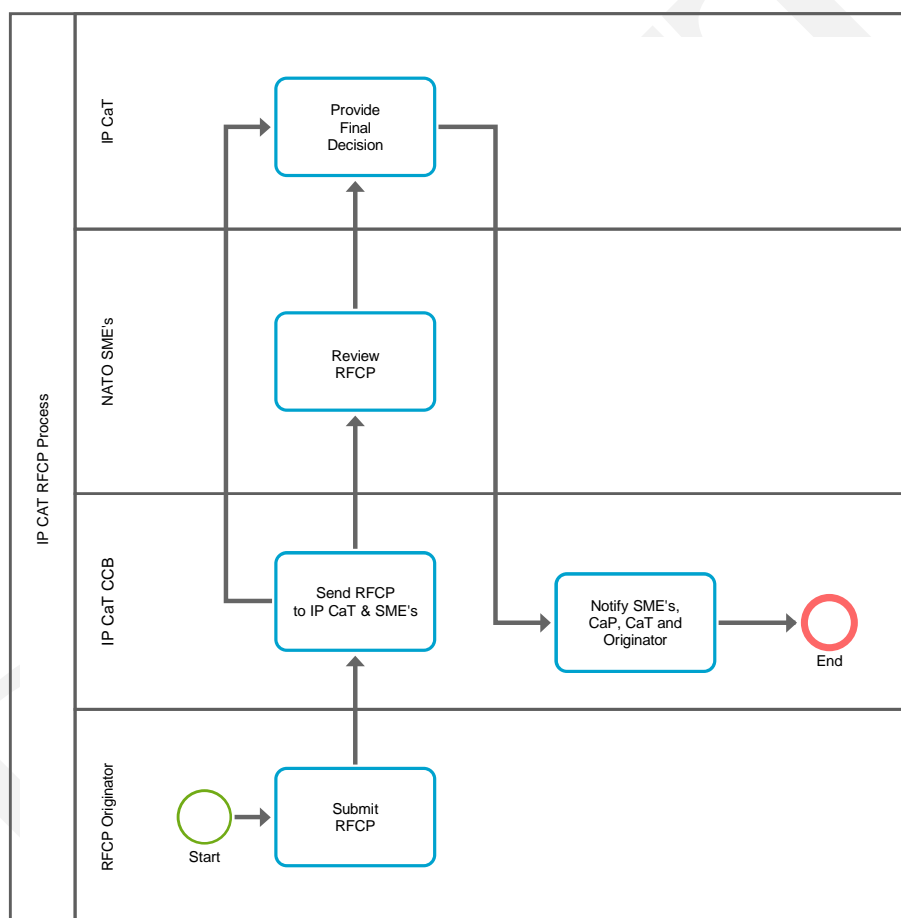 IP CAT RFCP Process
IP CaT
Provide
Final
Decision
NATO SME's
Review
RFCP
IP CaT CCB
Send RFCP
to IP CaT & SME's
Notify SME's,
CaP, CaT and
Originator
End
RFCP Originator
Start
Submit
RFCP